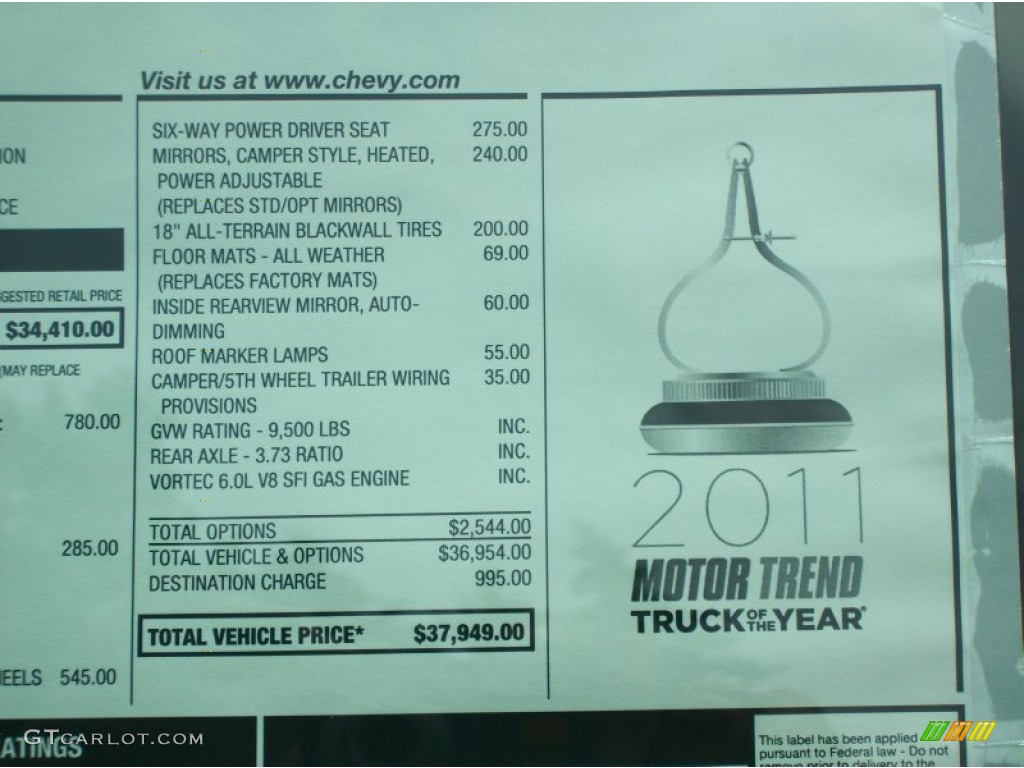 Visit us at www.chevy.com
CE
GESTED RETAIL PRICE
$34,410.00
(MAY REPLACE
780.00
285.00
545.00
SIX-WAY POWER DRIVER SEAT 275.00
MIRRORS, CAMPER STYLE, HEATED, 240.00
POWER ADJUSTABLE
(REPLACES STD/OPT MIRRORS)
18" ALL-TERRAIN BLACKWALL TIRES 200.00
FLOOR MATS - ALL WEATHER 69.00
(REPLACES FACTORY MATS)
INSIDE REARVIEW MIRROR, AUTO- 60.00
DIMMING
ROOF MARKER LAMPS 55.00
CAMPER/5TH WHEEL TRAILER WIRING 35.00
PROVISIONS
GVW RATING - 9,500 LBS INC.
REAR AXLE - 3.73 RATIO INC.
VORTEC 6.0L V8 SFI GAS ENGINE INC.
TOTAL OPTIONS $2,544.00
TOTAL VEHICLE & OPTIONS $36,954.00
DESTINATION CHARGE 995.00
TOTAL VEHICLE PRICE* $37,949.00
2011
MOTOR TREND
TRUCK OF THE YEAR®
This label has been applied
pursuant to Federal law - Do not
remove prior to delivery to the
GTCARLOT.COM